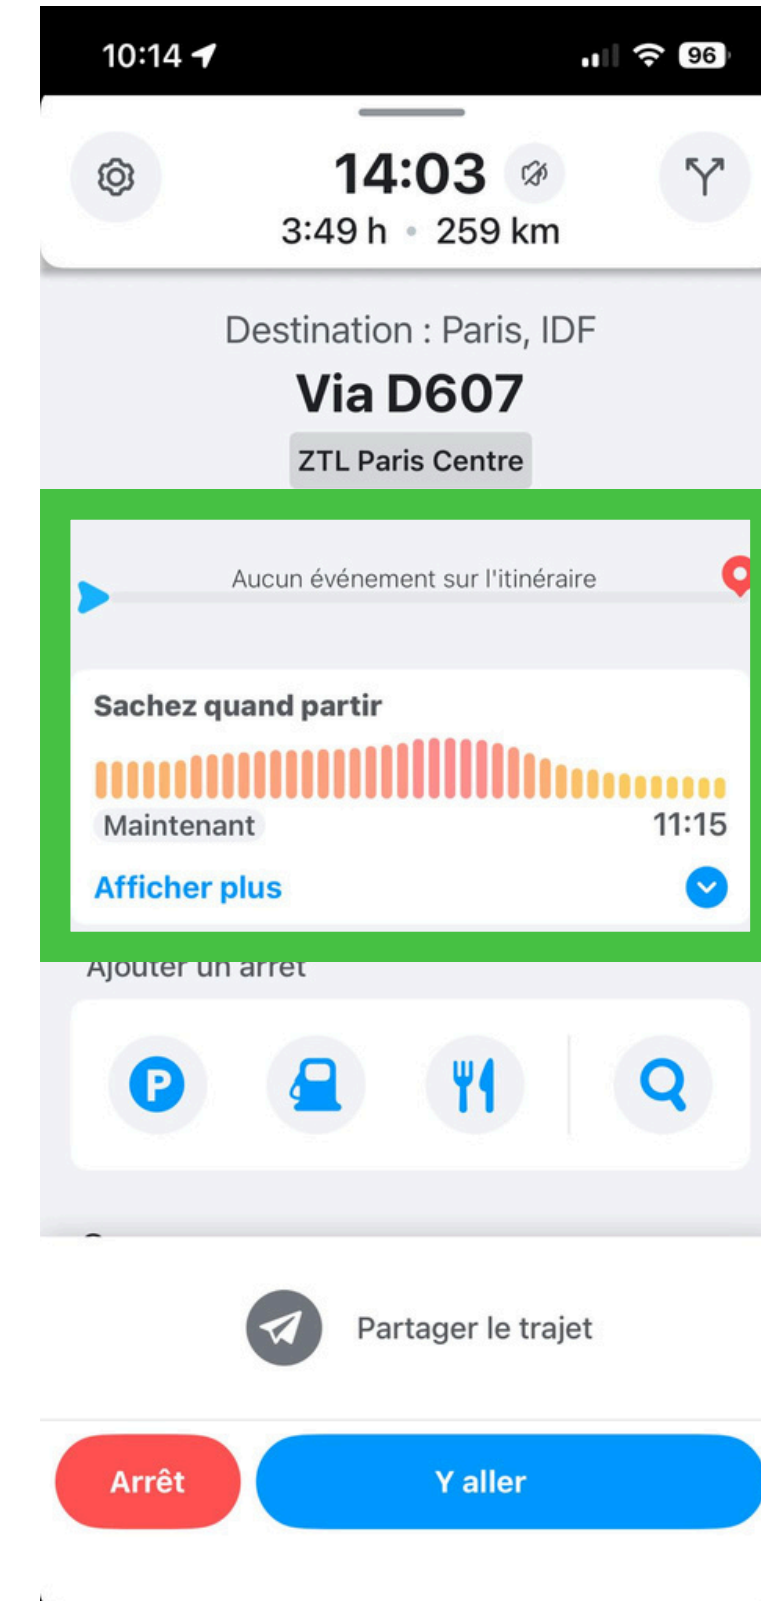 10:14
96
14:03
3:49 h • 259 km
Destination : Paris, IDF
Via D607
ZTL Paris Centre
Aucun événement sur l'itinéraire
Sachez quand partir
Maintenant 11:15
Afficher plus
Ajouter un arrêt
P
Partager le trajet
Arrêt Y aller